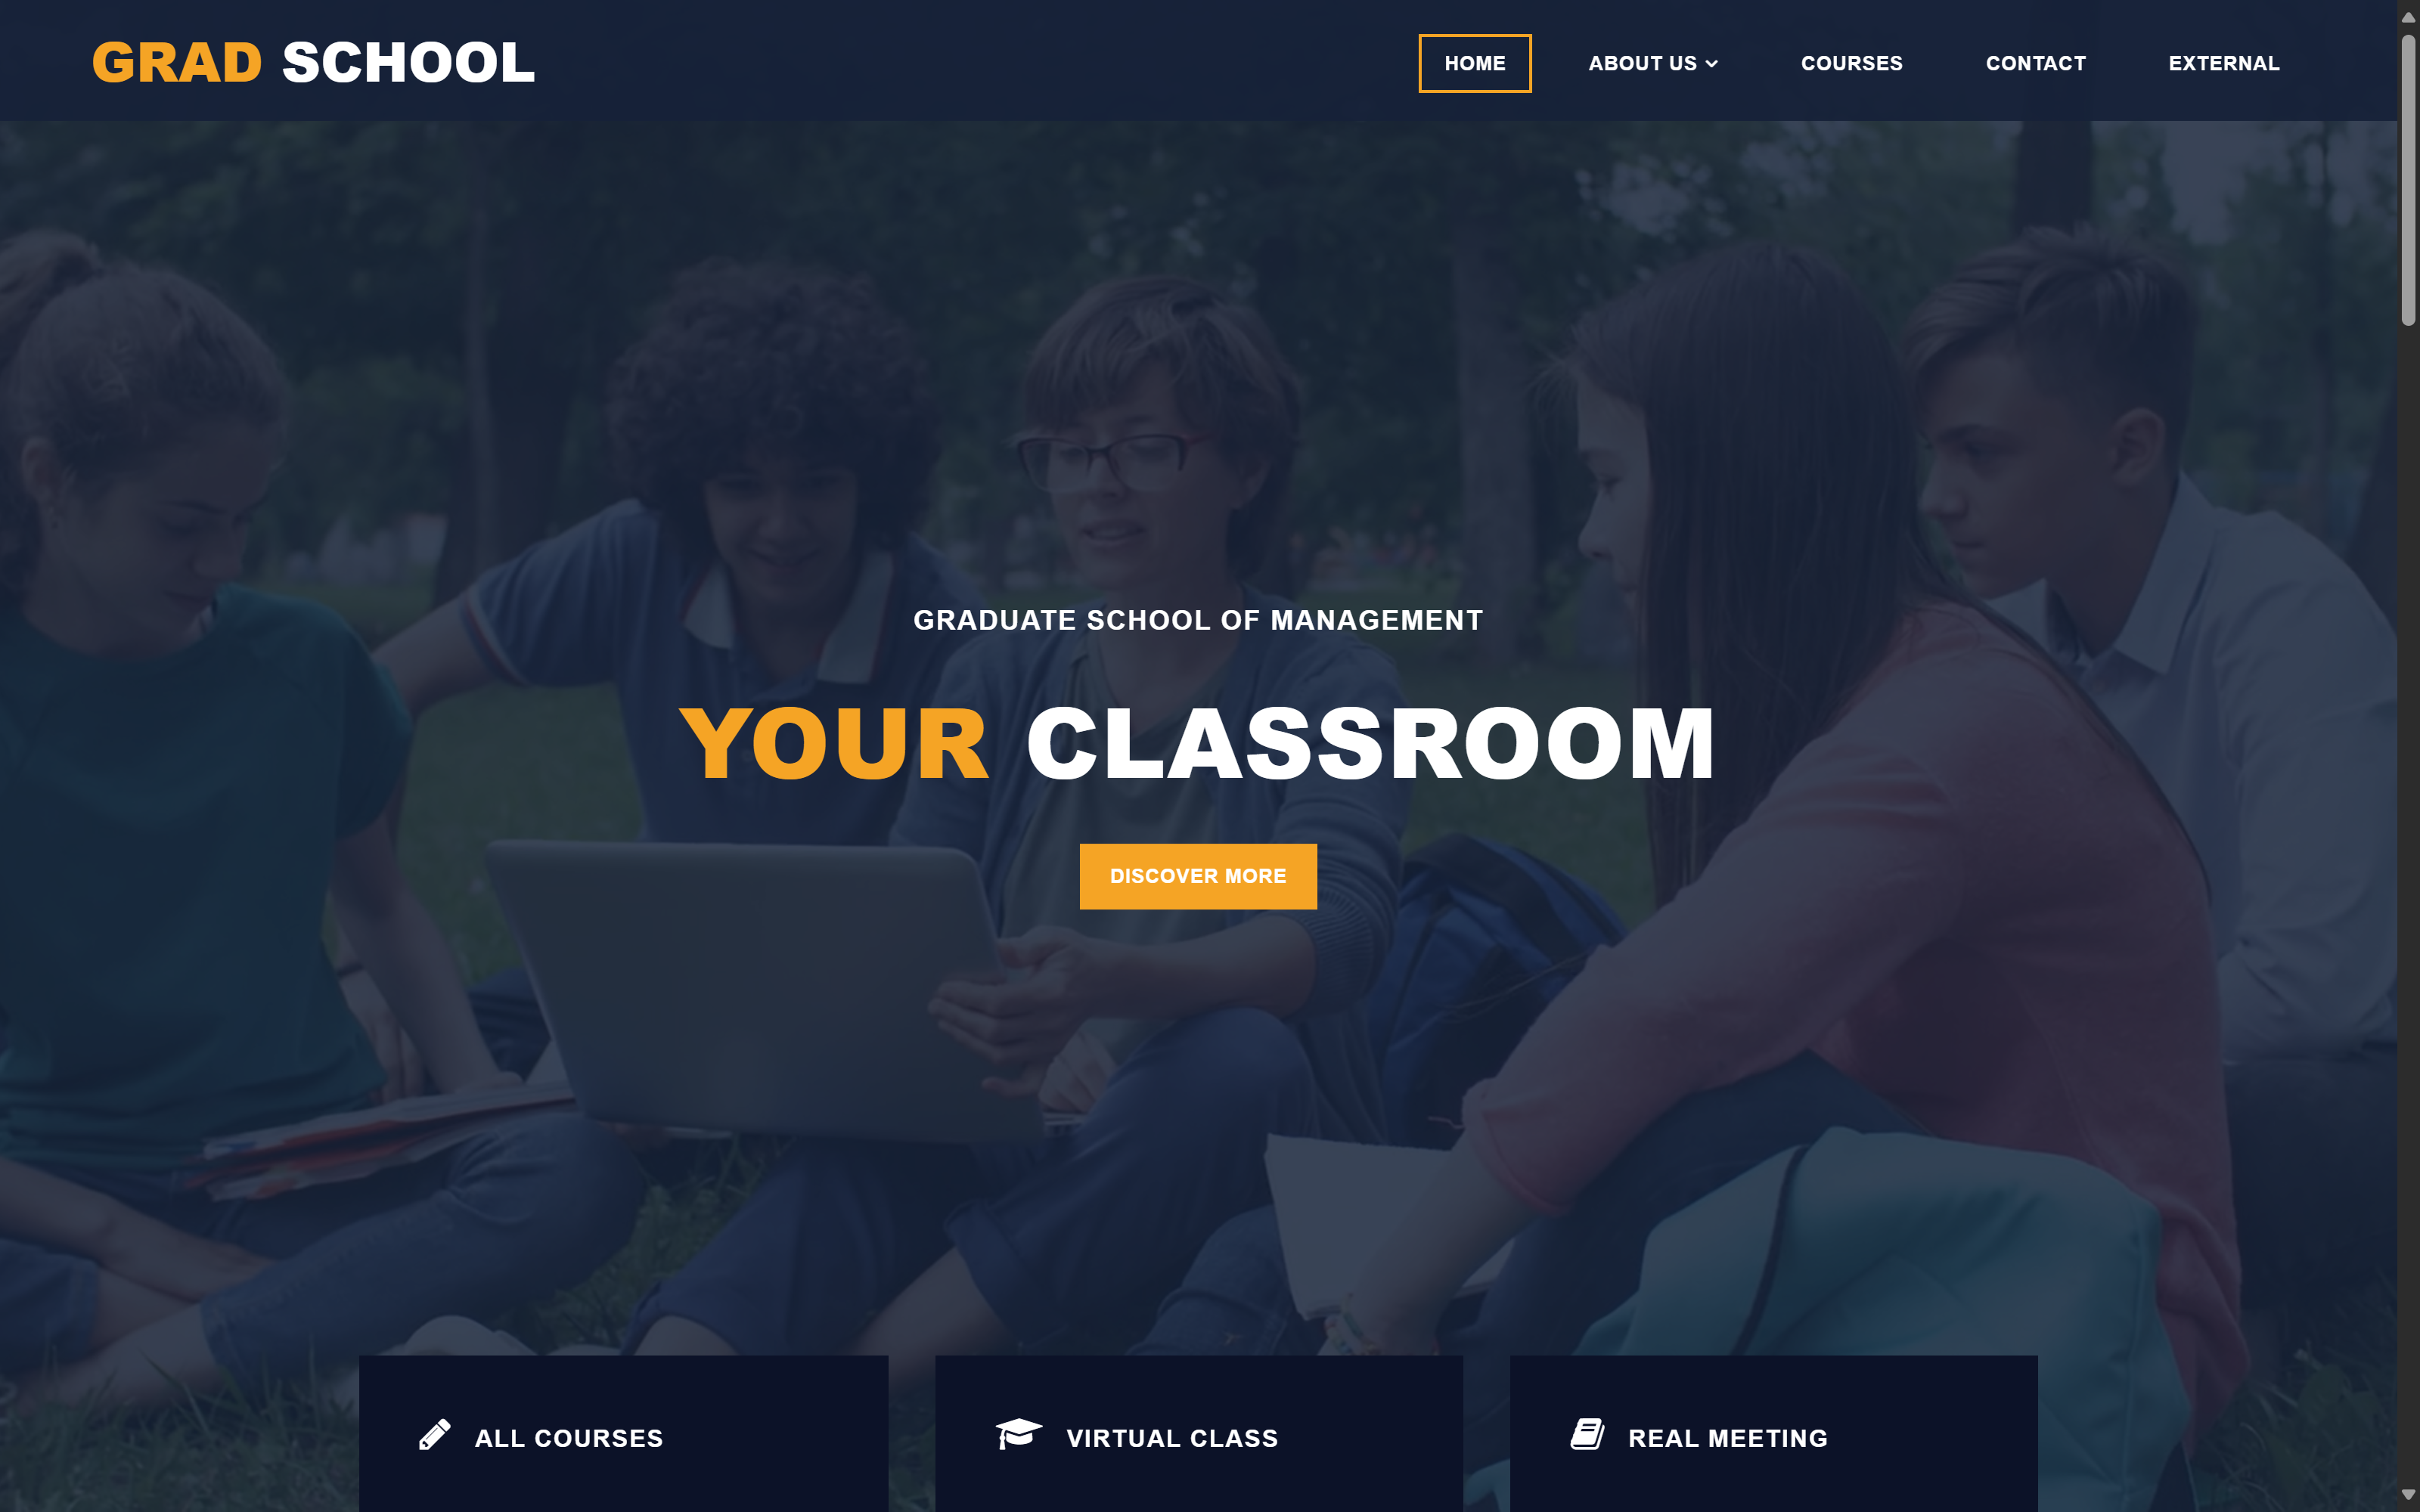 GRAD SCHOOL
HOME
ABOUT US
COURSES
CONTACT
EXTERNAL
GRADUATE SCHOOL OF MANAGEMENT
YOUR CLASSROOM
DISCOVER MORE
ALL COURSES
VIRTUAL CLASS
REAL MEETING